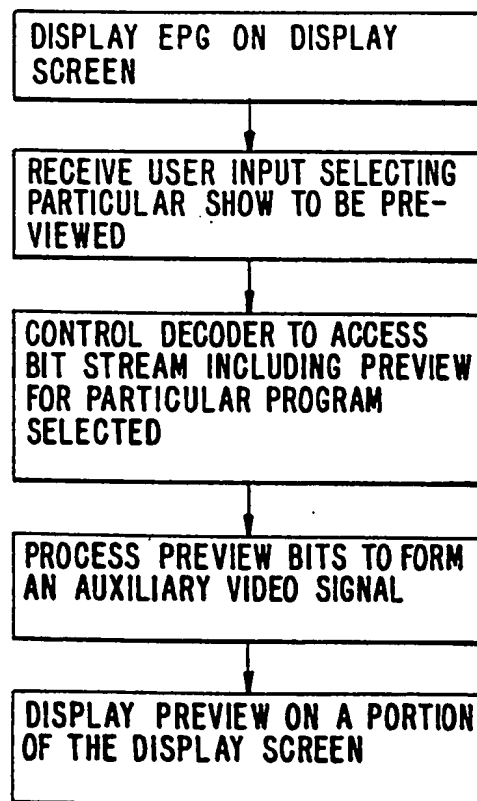 DISPLAY EPG ON DISPLAY
SCREEN
RECEIVE USER INPUT SELECTING
PARTICULAR SHOW TO BE PRE-
VIEWED
CONTROL DECODER TO ACCESS
BIT STREAM INCLUDING PREVIEW
FOR PARTICULAR PROGRAM
SELECTED
PROCESS PREVIEW BITS TO FORM
AN AUXILIARY VIDEO SIGNAL
DISPLAY PREVIEW ON A PORTION
OF THE DISPLAY SCREEN